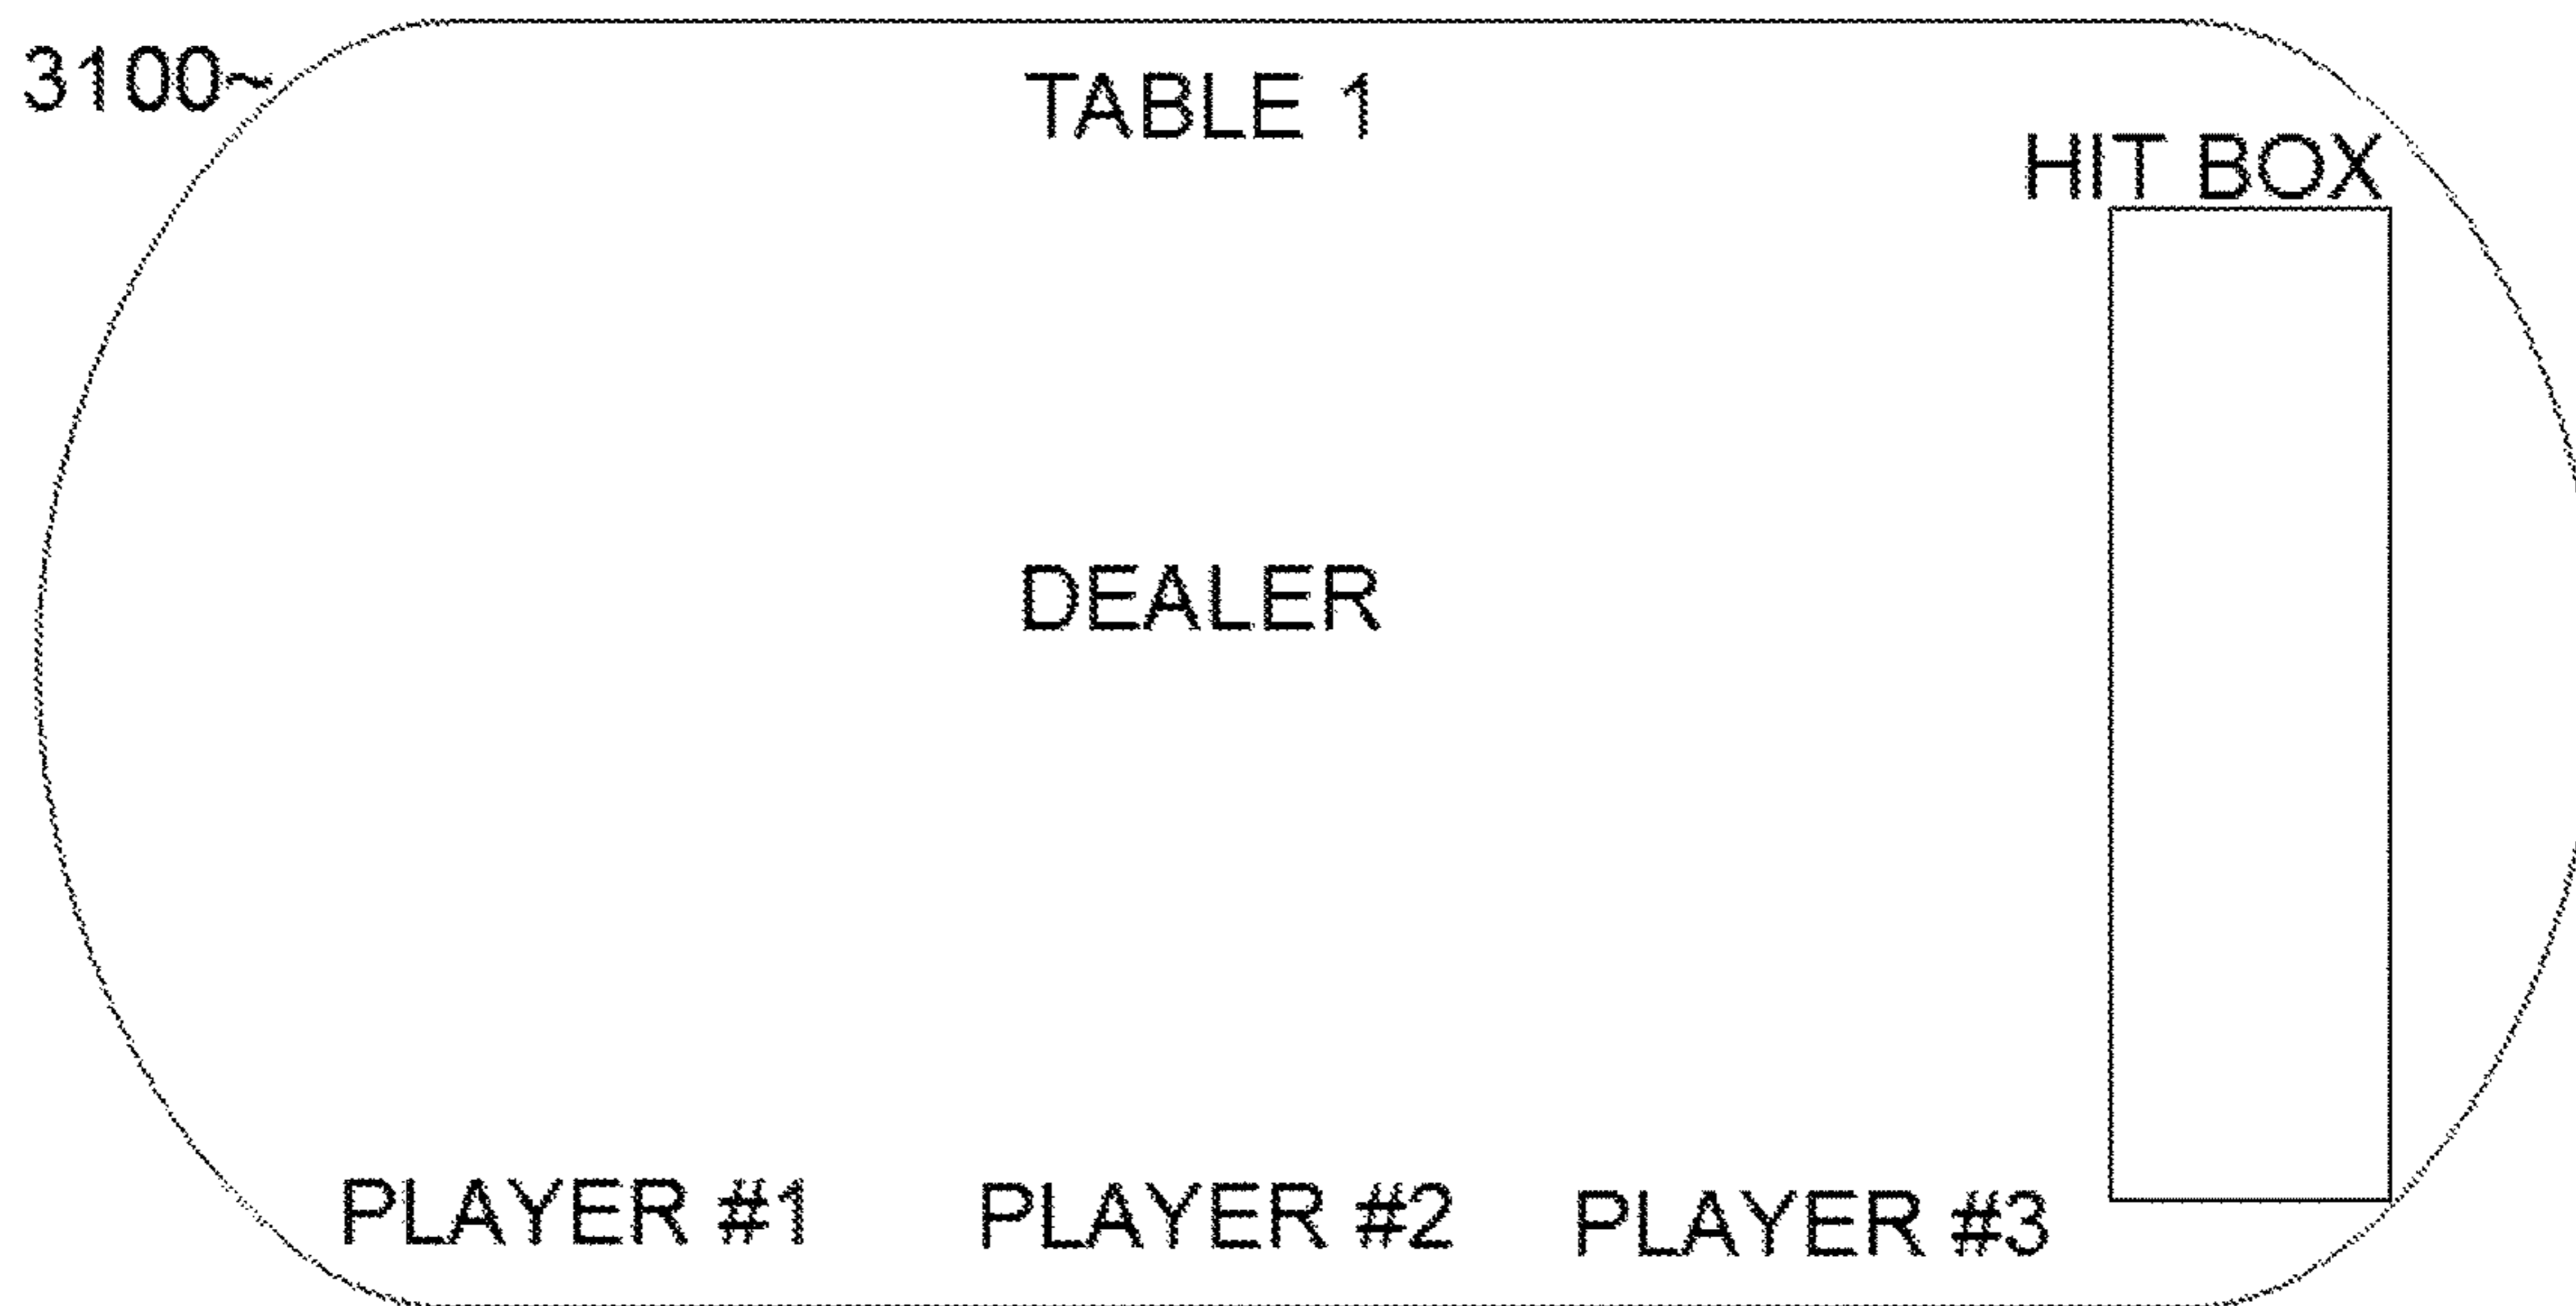 3100~
TABLE 1
HIT BOX
DEALER
PLAYER #1
PLAYER #2
PLAYER #3